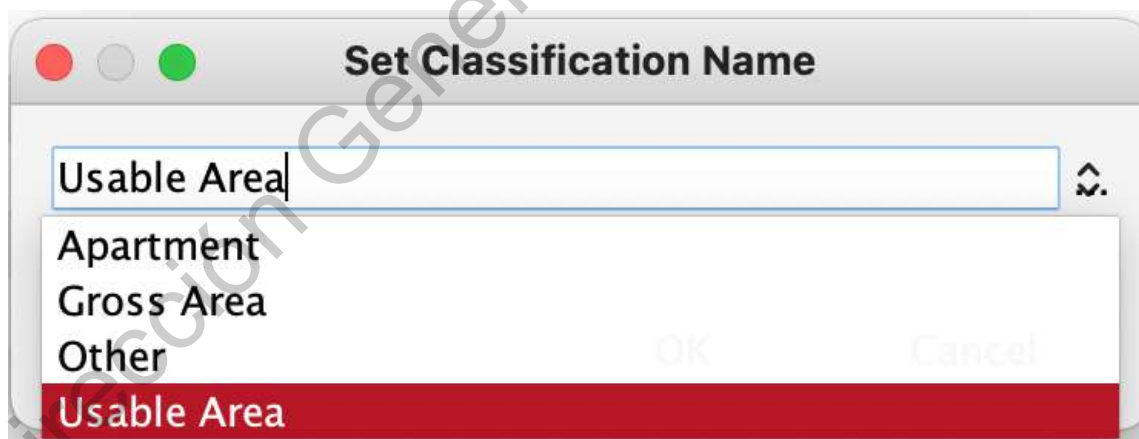 Set Classification Name
Usable Area
Apartment
Gross Area
Other
OK Cancel
Usable Area